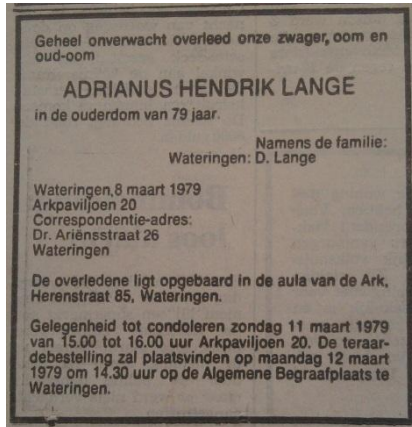 Geheel onverwacht overleed onze zwager, oom en
oud-oom
ADRIANUS HENDRIK LANGE
in de ouderdom van 79 jaar.
Namens de familie:
Wateringen: D. Lange
Wateringen, 8 maart 1979
Arkpaviljoen 20
Correspondentie-adres:
Dr. Ariënsstraat 26
Wateringen
De overledene ligt opgebaard in de aula van de Ark,
Herenstraat 85, Wateringen.
Gelegenheid tot condoleren zondag 11 maart 1979
van 15.00 tot 16.00 uur Arkpaviljoen 20. De teraar-
debestelling zal plaatsvinden op maandag 12 maart
1979 om 14.30 uur op de Algemene Begraafplaats te
Wateringen.